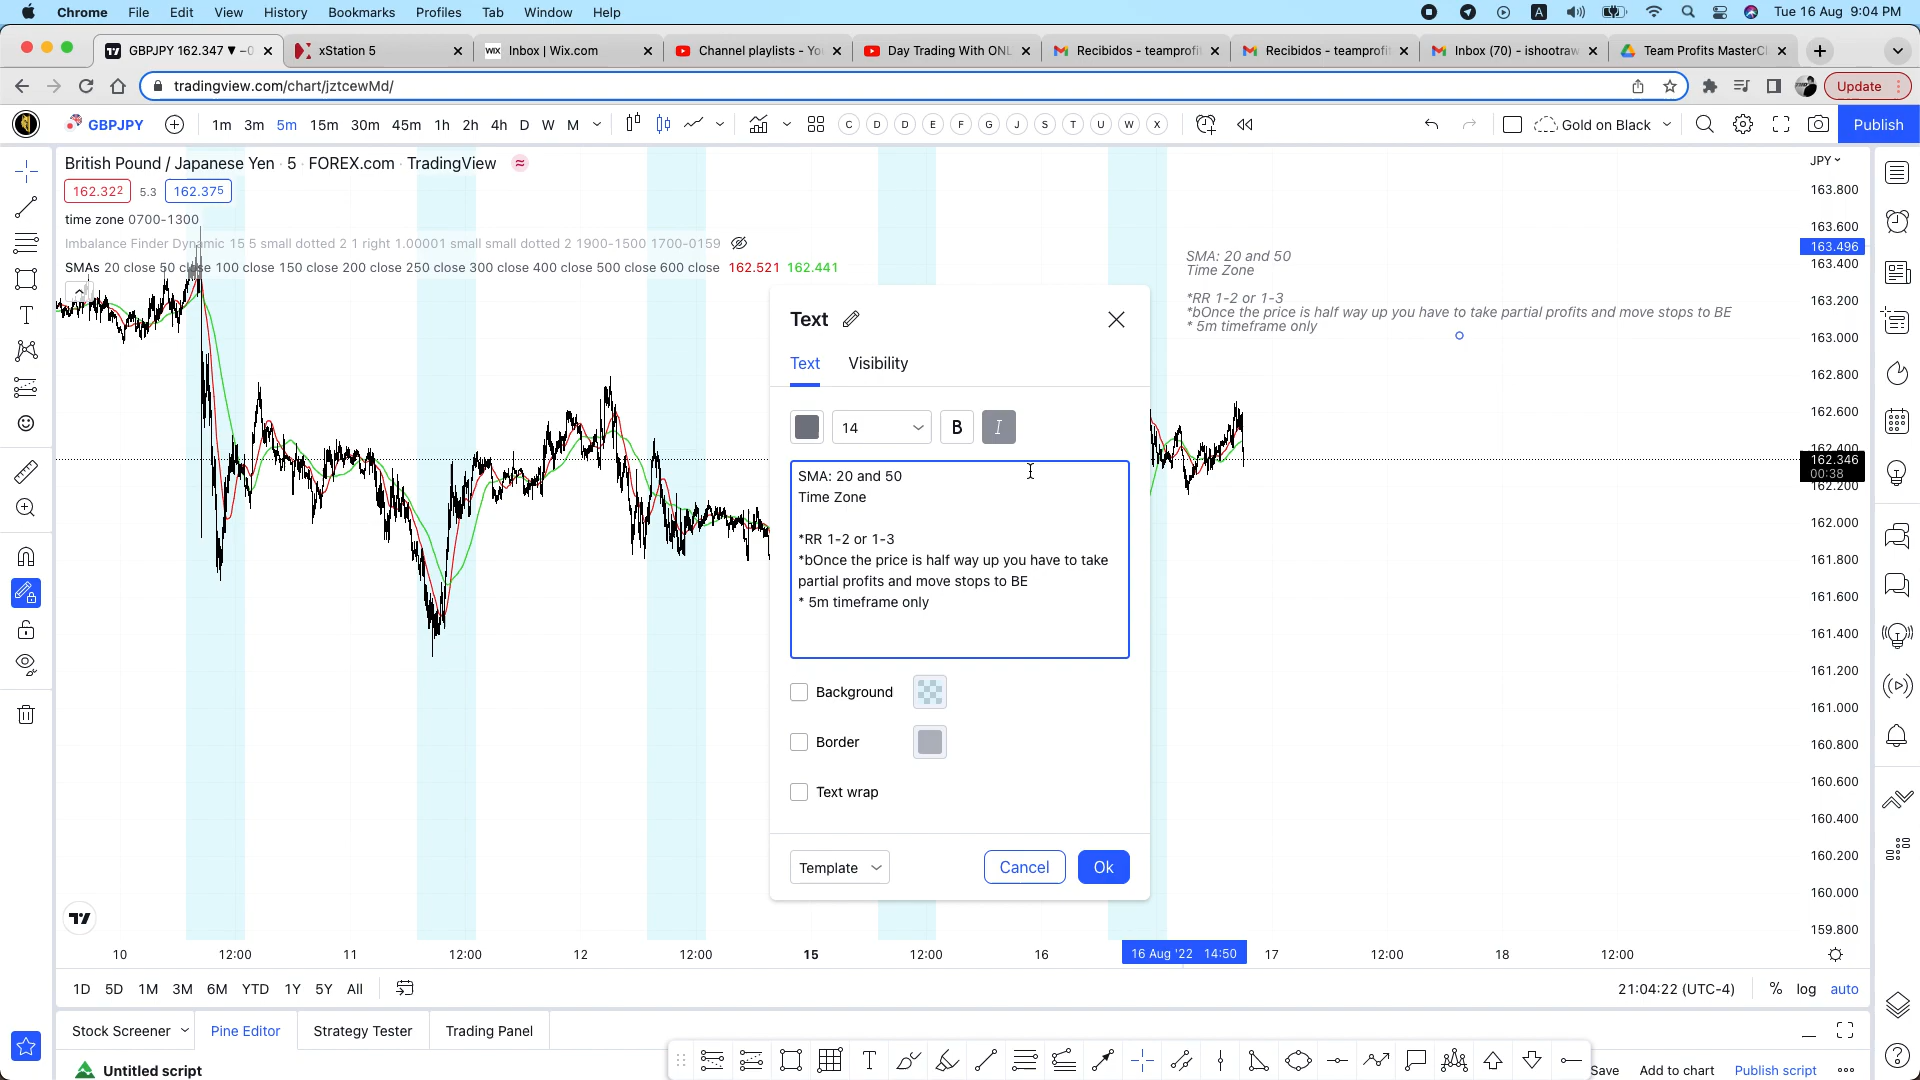 Chrome File Edit View History Bookmarks Profiles Tab Window Help
Tue 16 Aug 9:04 PM
GBPJPY 162.347 ▼ −0
xStation 5
WIX Inbox | Wix.com
Channel playlists - Yo
Day Trading With ONL
Recibidos - teamprofi
Recibidos - teamprofi
Inbox (70) - ishootraw
Team Profits MasterCl
tradingview.com/chart/jztcewMd/
Update
GBPJPY 1m 3m 5m 15m 30m 45m 1h 2h 4h D W M
C D D E F G J S T U W X
Gold on Black
Publish
British Pound / Japanese Yen · 5 · FOREX.com · TradingView
162.322 5.3 162.375
time zone 0700-1300
Imbalance Finder Dynamic 15 5 small dotted 2 1 right 1.00001 small small dotted 2 1900-1500 1700-0159
SMAs 20 close 50 close 100 close 150 close 200 close 250 close 300 close 400 close 500 close 600 close 162.521 162.441
SMA: 20 and 50
Time Zone
*RR 1-2 or 1-3
*bOnce the price is half way up you have to take partial profits and move stops to BE
* 5m timeframe only
Text
Text Visibility
14 B I
SMA: 20 and 50
Time Zone
*RR 1-2 or 1-3
*bOnce the price is half way up you have to take
partial profits and move stops to BE
* 5m timeframe only
Background
Border
Text wrap
Template Cancel Ok
JPY
163.800
163.600
163.496
163.400
163.200
163.000
162.800
162.600
162.400
162.346
00:38
162.200
162.000
161.800
161.600
161.400
161.200
161.000
160.800
160.600
160.400
160.200
160.000
159.800
10 12:00 11 12:00 12 12:00 15 12:00 16 16 Aug '22 14:50 17 12:00 18 12:00
1D 5D 1M 3M 6M YTD 1Y 5Y All
21:04:22 (UTC-4) % log auto
Stock Screener Pine Editor Strategy Tester Trading Panel
Untitled script
Save Add to chart Publish script